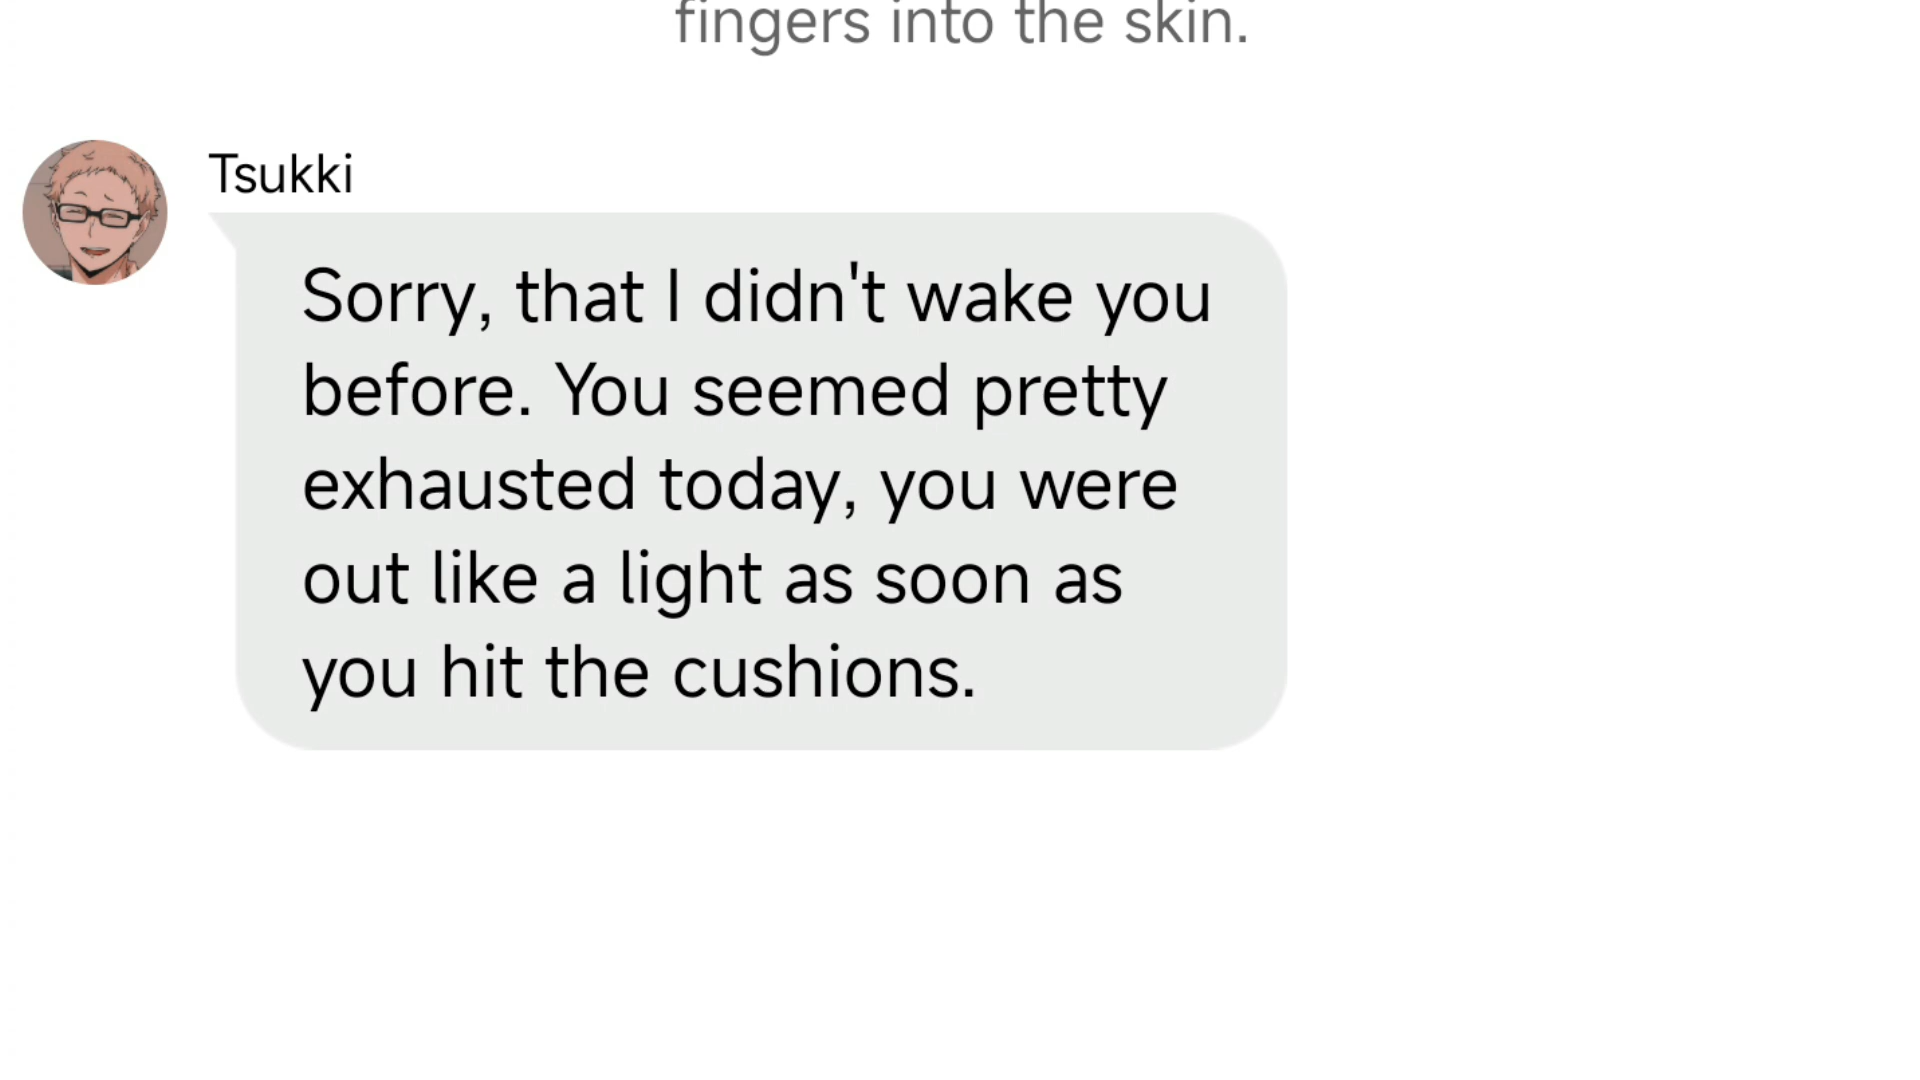 fingers into the skin.
Tsukki
Sorry, that I didn't wake you
before. You seemed pretty
exhausted today, you were
out like a light as soon as
you hit the cushions.